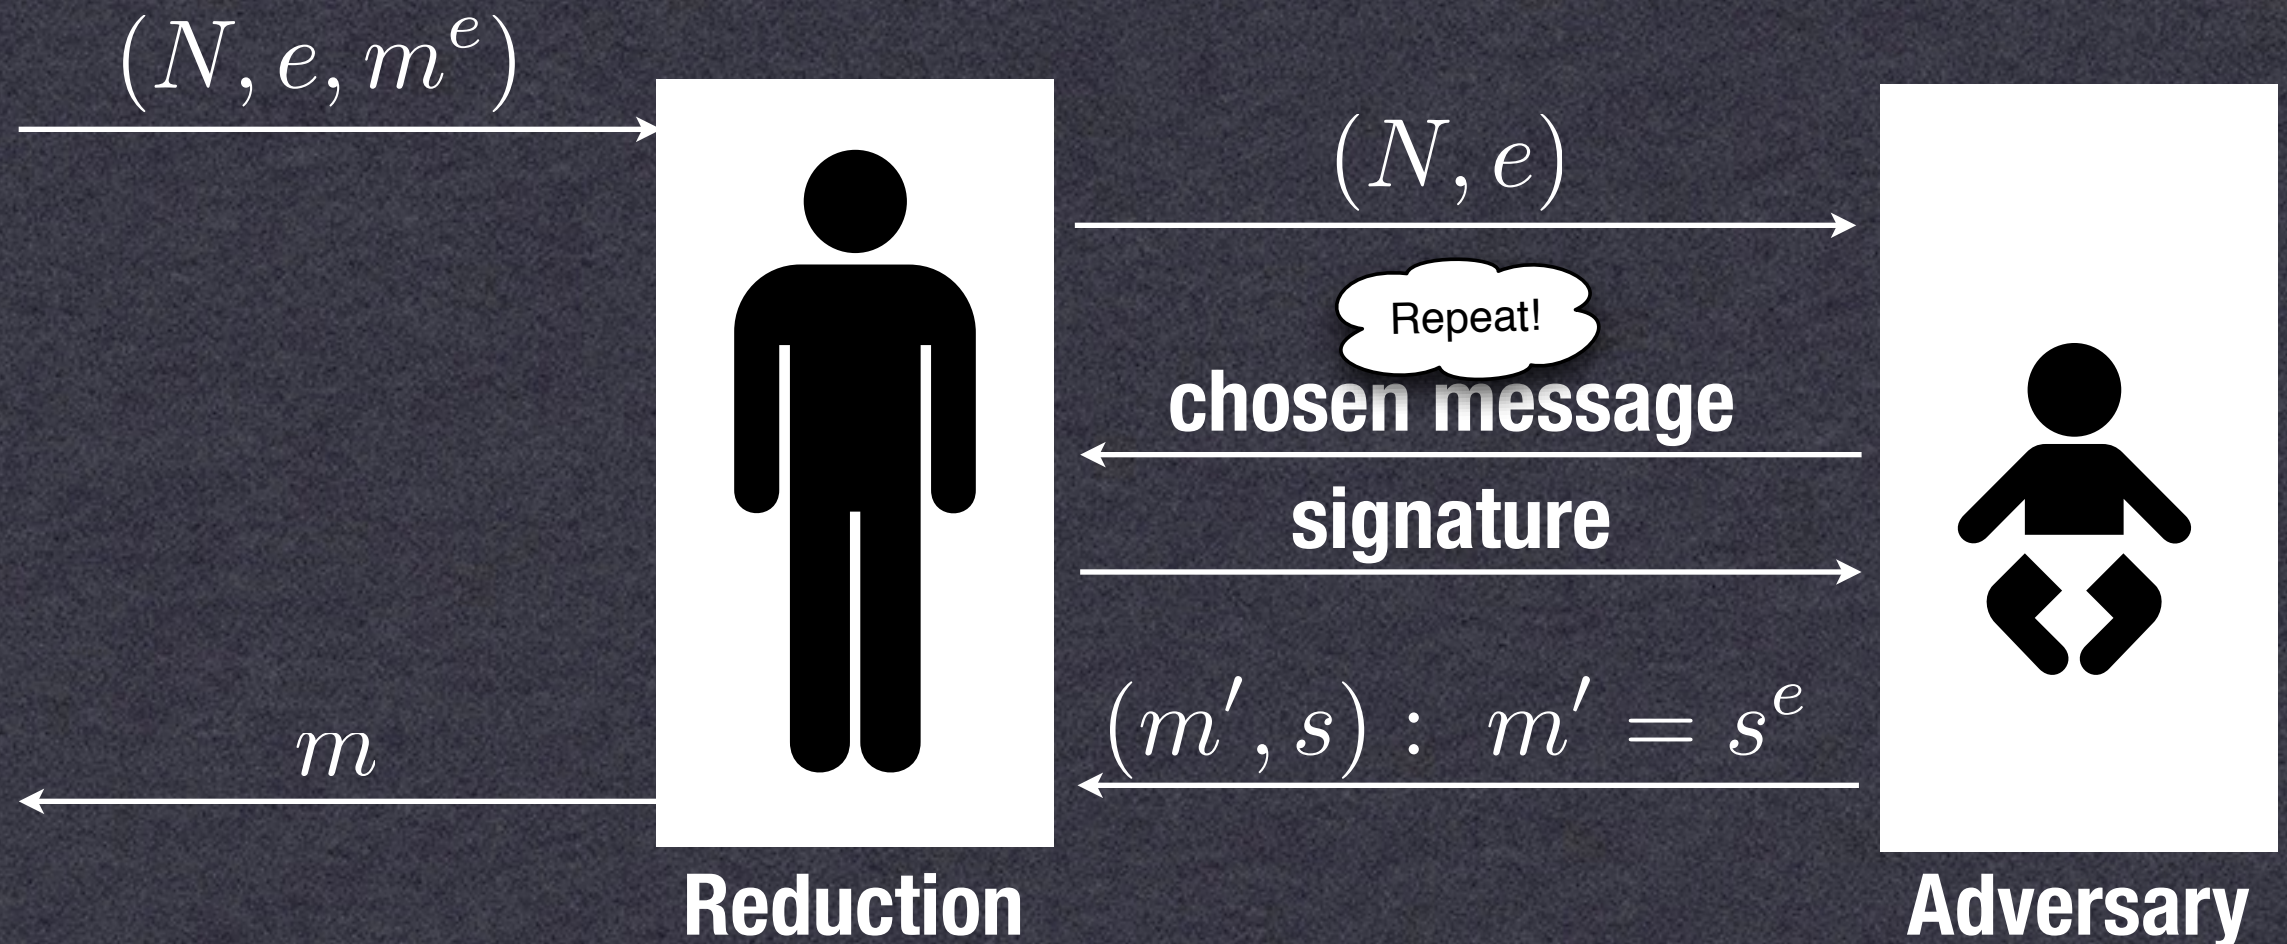 (N, e, m^e)
(N, e)
Repeat!
chosen message
signature
(m', s) : m' = s^e
m
Reduction
Adversary